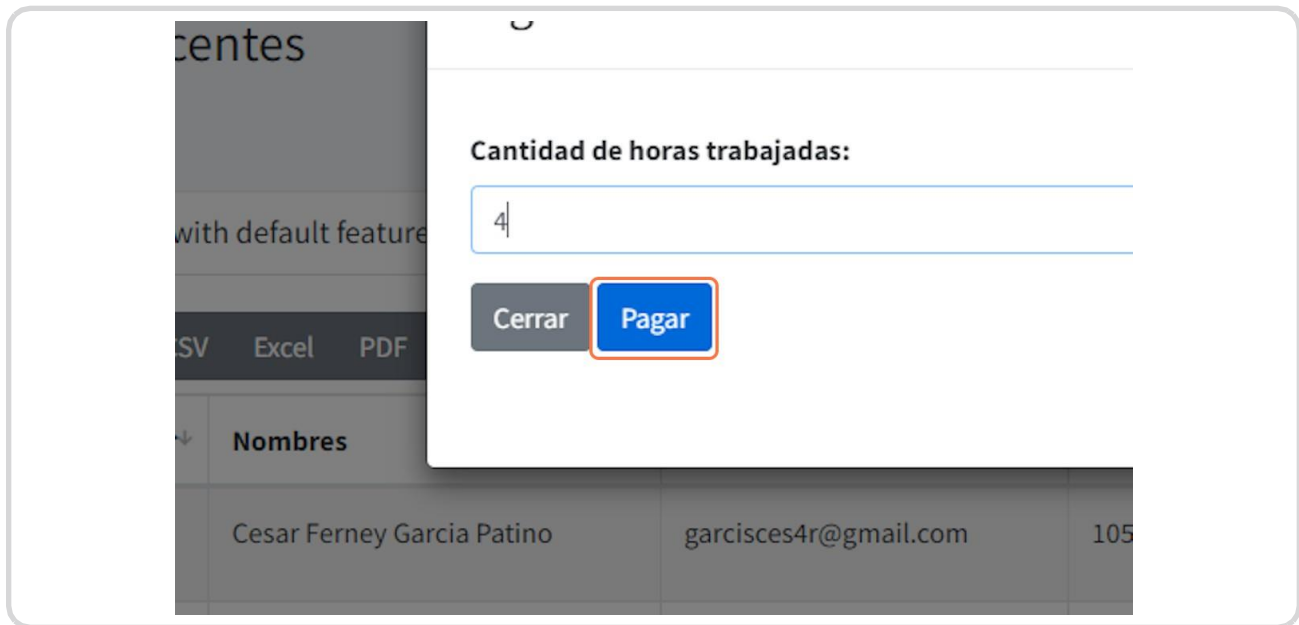 centes
Cantidad de horas trabajadas:
4
with default feature
Cerrar Pagar
CSV Excel PDF
Nombres
Cesar Ferney Garcia Patino garcisces4r@gmail.com 105